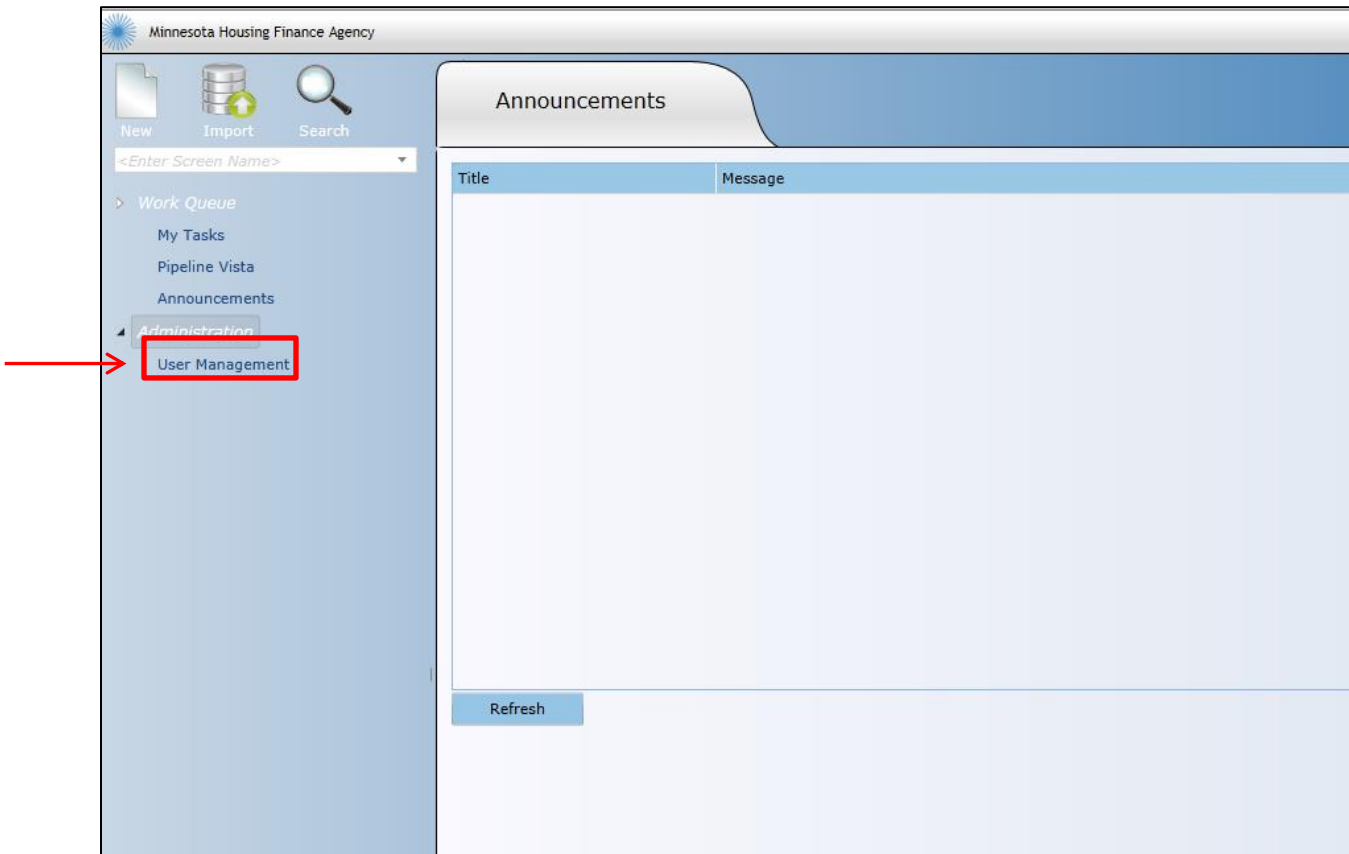 Minnesota Housing Finance Agency
New Import Search
<Enter Screen Name>
Work Queue
My Tasks
Pipeline Vista
Announcements
Administration
User Management
Announcements
Title Message
Refresh